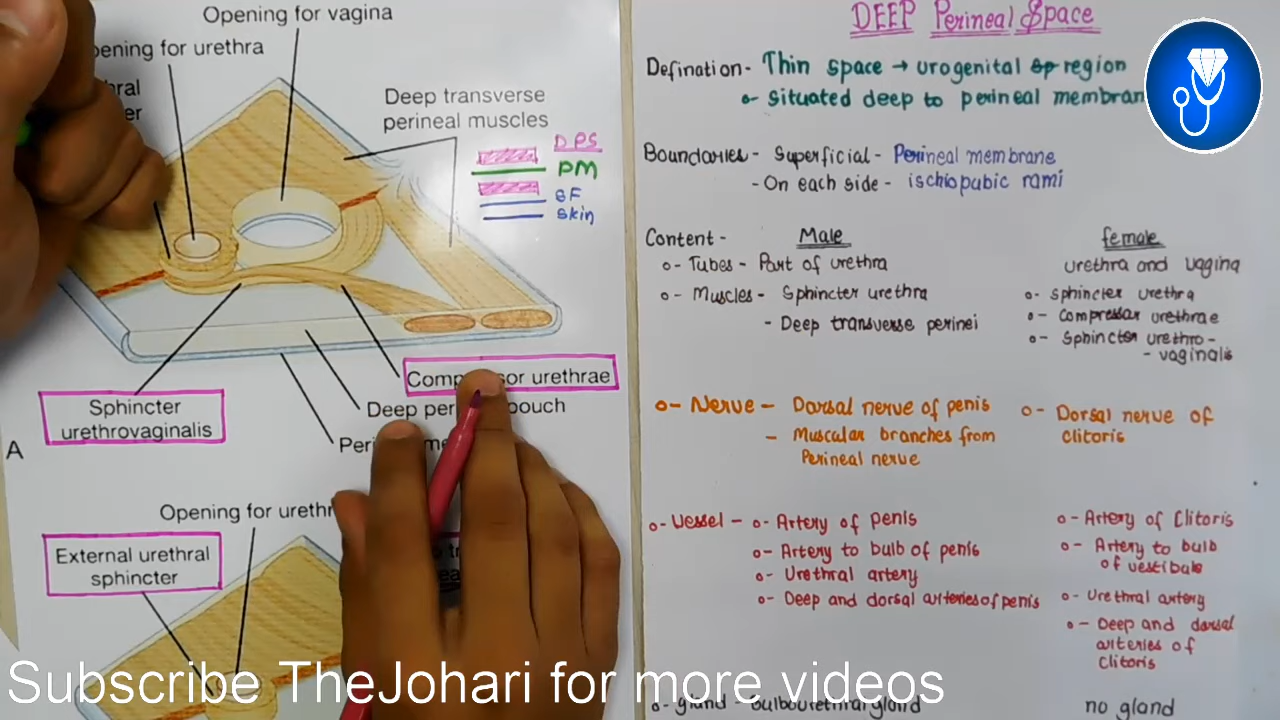 Opening for vagina
ening for urethra
Deep transverse
perineal muscles
DPS
PM
SF
skin
Sphincter
urethrovaginalis
urethrae
Deep
pouch
A
Opening for
External urethral
sphincter
DEEP Perineal Space
Defination - Thin space → urogenital region
situated deep to perineal membran
Boundaries - Superficial - Perineal membrane
- On each side - ischiopubic rami
Content - Male female
Tubes - Part of urethra urethra and vagina
Muscles - Sphincter urethra sphincter urethra
- Deep transverse perinei Compressar urethrae
Sphincter urethro-
- vaginalis
Nerve - Dorsal nerve of penis Dorsal nerve of
clitoris
- Muscular branches from
Perineal nerve
Vessel - Artery of penis Artery of Clitoris
Artery to bulb of penis Artery to bulb
of vestibule
Urethral artery Urethral artery
Deep and dorsal arteries of penis Deep and dorsal
arteries of
Clitoris
gland - Bulbourethral gland no gland
Subscribe TheJohari for more videos